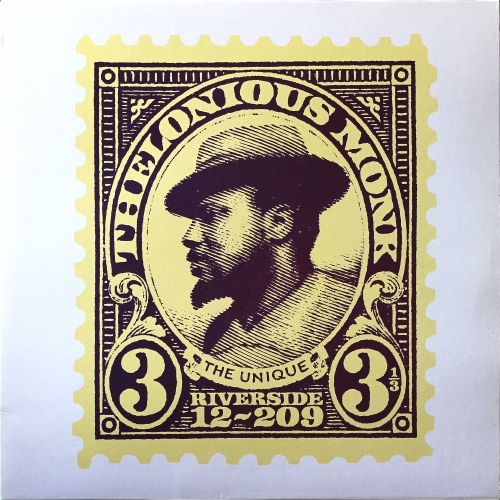 THELONIOUS MONK
THE UNIQUE
3 3 1/3
RIVERSIDE
12~209